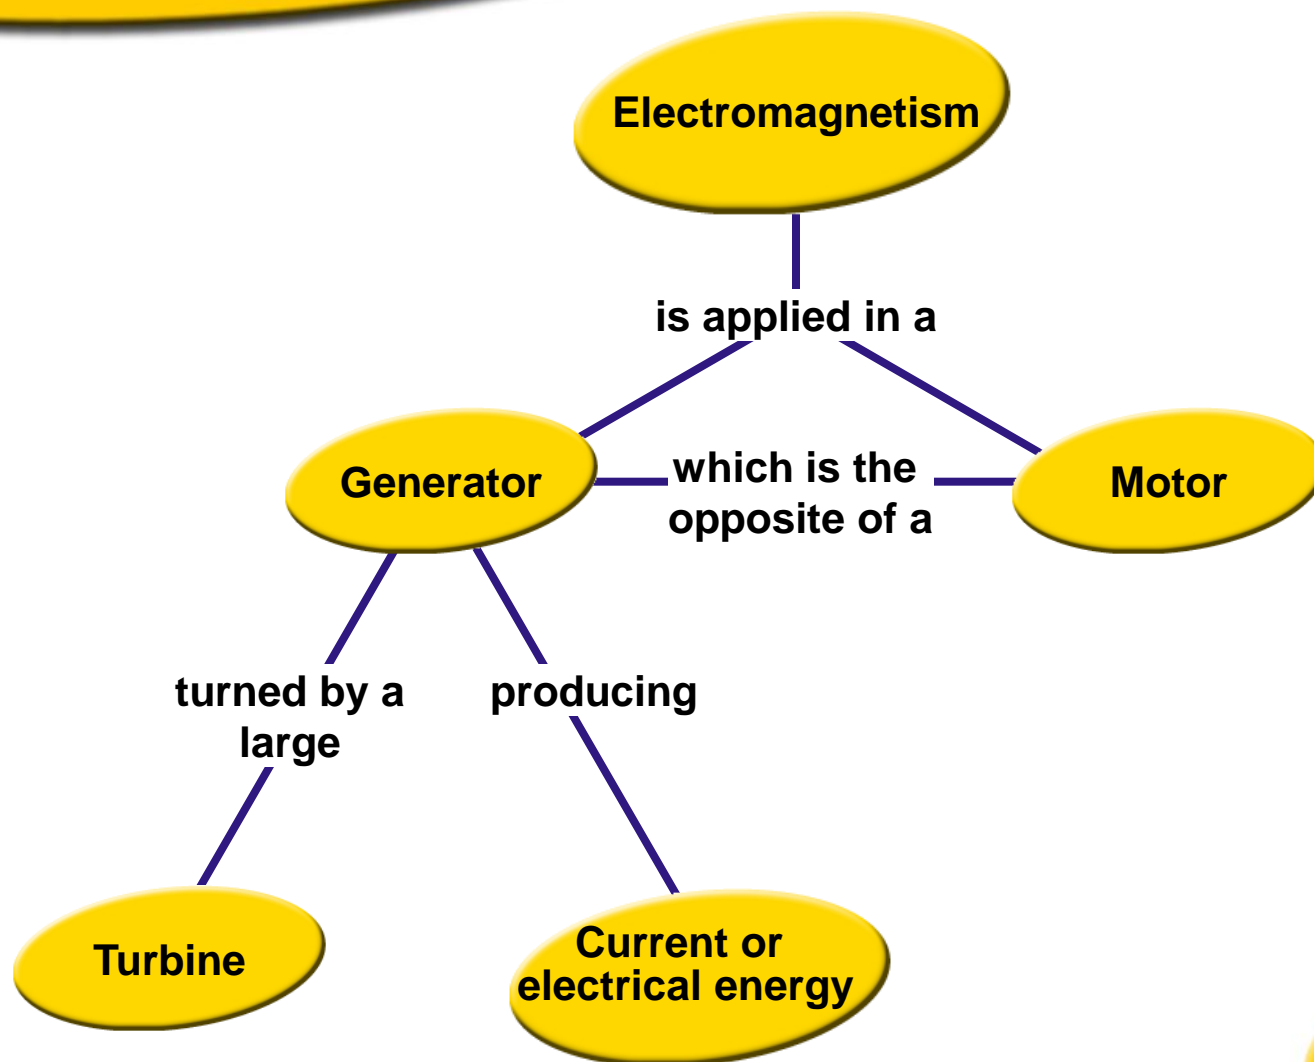 Electromagnetism
is applied in a
Generator
which is the
opposite of a
Motor
turned by a
large
producing
Turbine
Current or
electrical energy